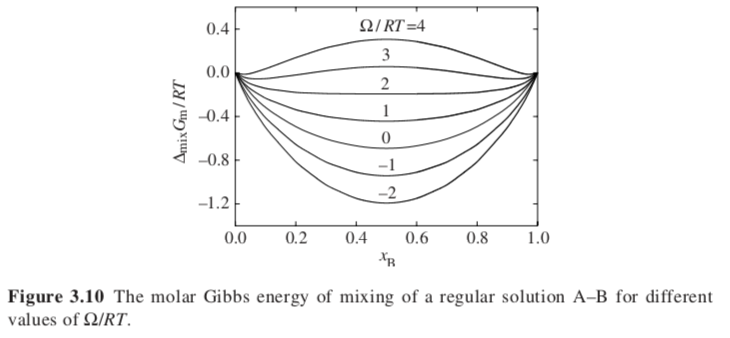 Ω/RT=4
3
2
1
0
−1
−2
0.4
0.0
−0.4
−0.8
−1.2
ΔmixGm/RT
0.0 0.2 0.4 0.6 0.8 1.0
xB
Figure 3.10 The molar Gibbs energy of mixing of a regular solution A–B for different
values of Ω/RT.